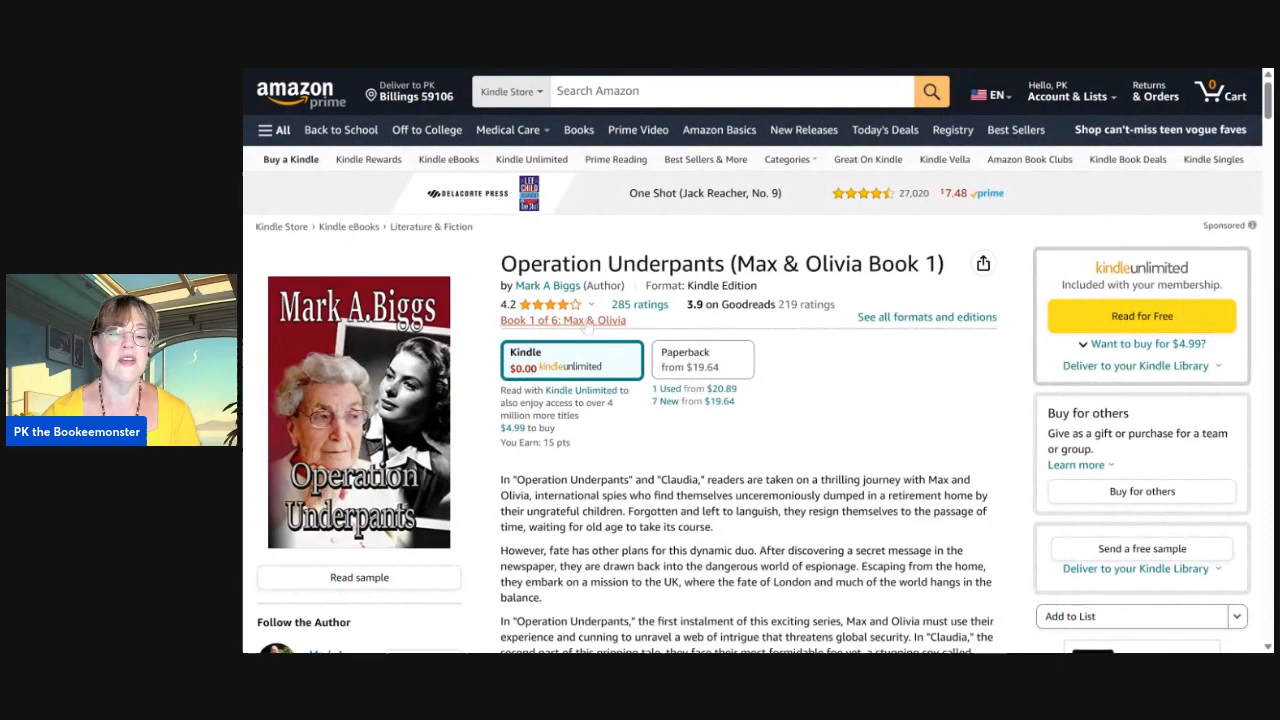 amazon
prime
Deliver to PK
Billings 59106
Kindle Store
Search Amazon
EN
Hello, PK
Account & Lists
Returns
& Orders
0
Cart
All
Back to School
Off to College
Medical Care
Books
Prime Video
Amazon Basics
New Releases
Today's Deals
Registry
Best Sellers
Shop can't-miss teen vogue faves
Buy a Kindle
Kindle Rewards
Kindle eBooks
Kindle Unlimited
Prime Reading
Best Sellers & More
Categories
Great On Kindle
Kindle Vella
Amazon Book Clubs
Kindle Book Deals
Kindle Singles
DELACORTE PRESS
LEE
CHILD
One Shot (Jack Reacher, No. 9)
27,020
$7.48 prime
Kindle Store › Kindle eBooks › Literature & Fiction
Sponsored
Mark A. Biggs
Operation
Underpants
Read sample
Follow the Author
Operation Underpants (Max & Olivia Book 1)
by Mark A Biggs (Author)
Format: Kindle Edition
4.2
285 ratings
3.9 on Goodreads 219 ratings
Book 1 of 6: Max & Olivia
See all formats and editions
Kindle
$0.00 kindleunlimited
Read with Kindle Unlimited to
also enjoy access to over 4
million more titles
$4.99 to buy
You Earn: 15 pts
Paperback
from $19.64
1 Used from $20.89
7 New from $19.64
In "Operation Underpants" and "Claudia," readers are taken on a thrilling journey with Max and
Olivia, international spies who find themselves unceremoniously dumped in a retirement home by
their ungrateful children. Forgotten and left to languish, they resign themselves to the passage of
time, waiting for old age to take its course.
However, fate has other plans for this dynamic duo. After discovering a secret message in the
newspaper, they are drawn back into the dangerous world of espionage. Escaping from the home,
they embark on a mission to the UK, where the fate of London and much of the world hangs in the
balance.
In "Operation Underpants," the first instalment of this exciting series, Max and Olivia must use their
experience and cunning to unravel a web of intrigue that threatens global security. In "Claudia," the
second part of this gripping tale, they face their most formidable foe yet, a stunning spy called
kindleunlimited
Included with your membership.
Read for Free
Want to buy for $4.99?
Deliver to your Kindle Library
Buy for others
Give as a gift or purchase for a team
or group.
Learn more
Buy for others
Send a free sample
Deliver to your Kindle Library
Add to List
PK the Bookeemonster